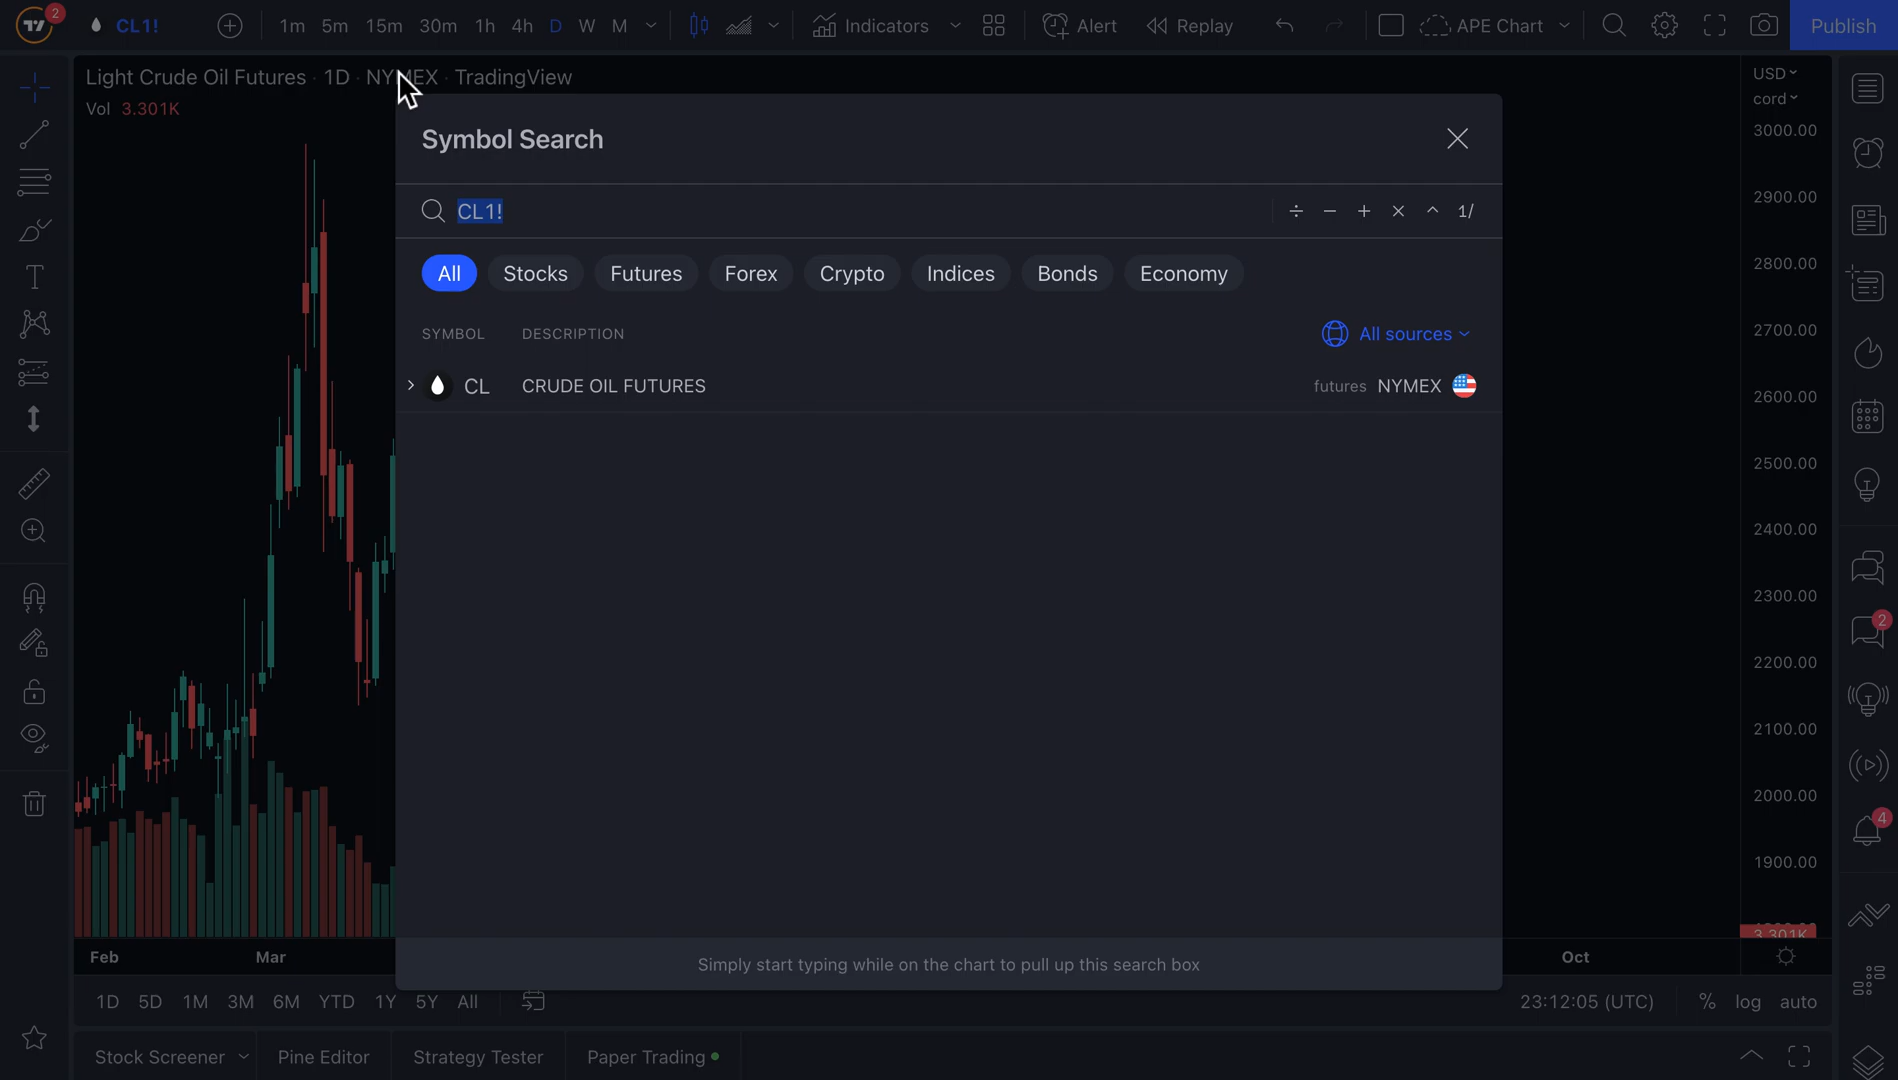 2 CL1! 1m 5m 15m 30m 1h 4h D W M Indicators Alert Replay APE Chart Publish
Light Crude Oil Futures · 1D · NYMEX · TradingView
Vol 3.301K
USD
cord
Symbol Search
CL1!
÷ − + × ^ 1/
All Stocks Futures Forex Crypto Indices Bonds Economy
SYMBOL DESCRIPTION All sources
CL CRUDE OIL FUTURES futures NYMEX
Simply start typing while on the chart to pull up this search box
3000.00
2900.00
2800.00
2700.00
2600.00
2500.00
2400.00
2300.00
2200.00
2100.00
2000.00
1900.00
3.301K
2
4
Feb Mar Oct
1D 5D 1M 3M 6M YTD 1Y 5Y All 23:12:05 (UTC) % log auto
Stock Screener Pine Editor Strategy Tester Paper Trading